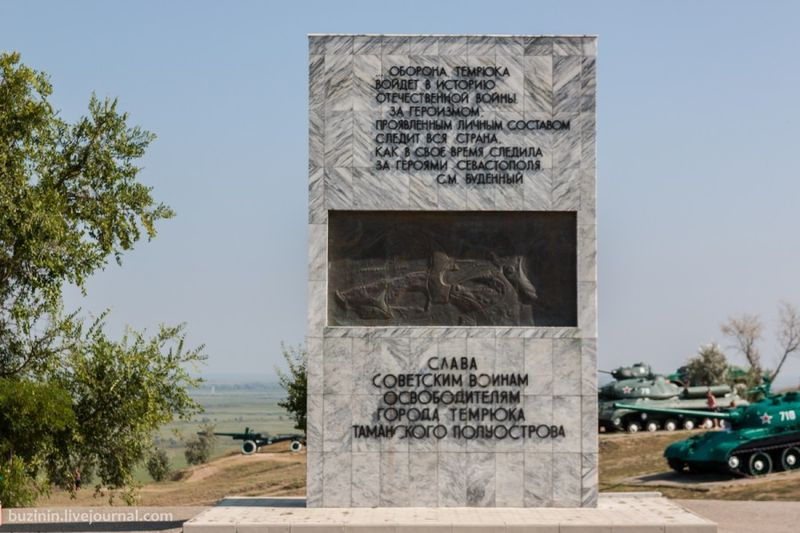 ... ОБОРОНА ТЕМРЮКА
ВОЙДЕТ В ИСТОРИЮ
ОТЕЧЕСТВЕННОЙ ВОЙНЫ.
ЗА ГЕРОИЗМОМ,
ПРОЯВЛЕННЫМ ЛИЧНЫМ СОСТАВОМ
СЛЕДИТ ВСЯ СТРАНА,
КАК В СВОЕ ВРЕМЯ СЛЕДИЛА
ЗА ГЕРОЯМИ СЕВАСТОПОЛЯ.
С.М. БУДЕННЫЙ
СЛАВА
СОВЕТСКИМ ВОИНАМ
ОСВОБОДИТЕЛЯМ
ГОРОДА ТЕМРЮКА
ТАМАНСКОГО ПОЛУОСТРОВА
718
buzinin.livejournal.com